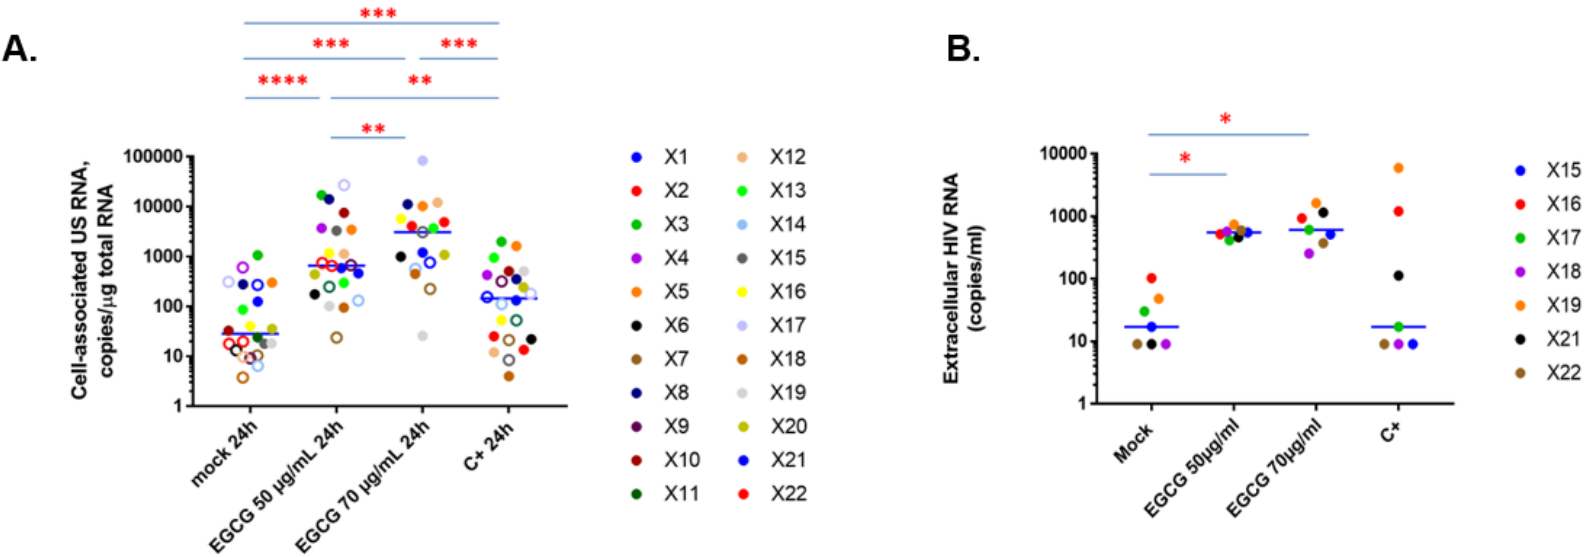 A.
***
***
***
****
**
**
Cell-associated US RNA,
copies/µg total RNA
100000
10000
1000
100
10
1
mock 24h
EGCG 50 µg/mL 24h
EGCG 70 µg/mL 24h
C+ 24h
X1
X2
X3
X4
X5
X6
X7
X8
X9
X10
X11
X12
X13
X14
X15
X16
X17
X18
X19
X20
X21
X22
B.
*
*
Extracellular HIV RNA
(copies/ml)
10000
1000
100
10
1
Mock
EGCG 50µg/ml
EGCG 70µg/ml
C+
X15
X16
X17
X18
X19
X21
X22